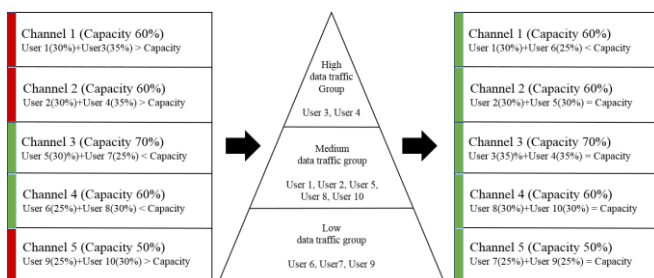 Channel 1 (Capacity 60%)
User 1(30%)+User3(35%) > Capacity
Channel 2 (Capacity 60%)
User 2(30%)+User 4(35%) > Capacity
Channel 3 (Capacity 70%)
User 5(30)%+User 7(25%) < Capacity
Channel 4 (Capacity 60%)
User 6(25%)+User 8(30%) < Capacity
Channel 5 (Capacity 50%)
User 9(25%)+User 10(30%) > Capacity
High
data traffic
Group
User 3, User 4
Medium
data traffic group
User 1, User 2, User 5,
User 8, User 10
Low
data traffic group
User 6, User7, User 9
Channel 1 (Capacity 60%)
User 1(30%)+User 6(25%) < Capacity
Channel 2 (Capacity 60%)
User 2(30%)+User 5(30%) = Capacity
Channel 3 (Capacity 70%)
User 3(35)%+User 4(35%) = Capacity
Channel 4 (Capacity 60%)
User 8(30%)+User 10(30%) = Capacity
Channel 5 (Capacity 50%)
User 7(25%)+User 9(25%) = Capacity